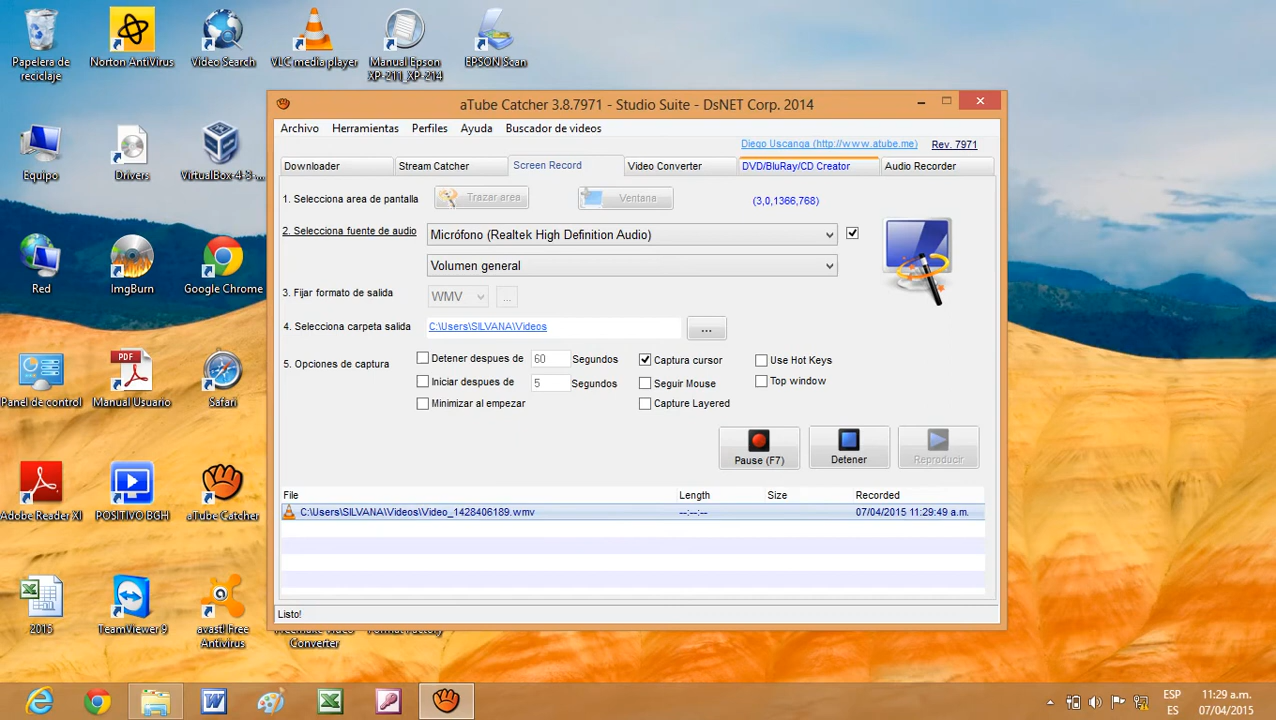 Papelera de
reciclaje
Norton AntiVirus
Video Search
VLC media player
Manual Epson
XP-211_XP-214
EPSON Scan
Equipo
Drivers
VirtualBox-4-3-...
Red
ImgBurn
Google Chrome
Panel de control
PDF
Manual Usuario
Safari
Adobe Reader XI
POSITIVO BGH
aTube Catcher
2015
TeamViewer 9
avast! Free
Antivirus
Freemake Video
Converter
Format Factory
aTube Catcher 3.8.7971 - Studio Suite - DsNET Corp. 2014
Archivo Herramientas Perfiles Ayuda Buscador de videos
Diego Uscanga (http://www.atube.me) Rev. 7971
Downloader Stream Catcher Screen Record Video Converter DVD/BluRay/CD Creator Audio Recorder
1. Selecciona area de pantalla Trazar area Ventana (3,0,1366,768)
2. Selecciona fuente de audio Micrófono (Realtek High Definition Audio)
Volumen general
3. Fijar formato de salida WMV ...
4. Selecciona carpeta salida C:\Users\SILVANA\Videos ...
5. Opciones de captura Detener despues de 60 Segundos Captura cursor Use Hot Keys
Iniciar despues de 5 Segundos Seguir Mouse Top window
Minimizar al empezar Capture Layered
Pause (F7) Detener Reproducir
File Length Size Recorded
C:\Users\SILVANA\Videos\Video_1428406189.wmv --:--:-- 07/04/2015 11:29:49 a.m.
Listo!
ESP 11:29 a.m.
ES 07/04/2015